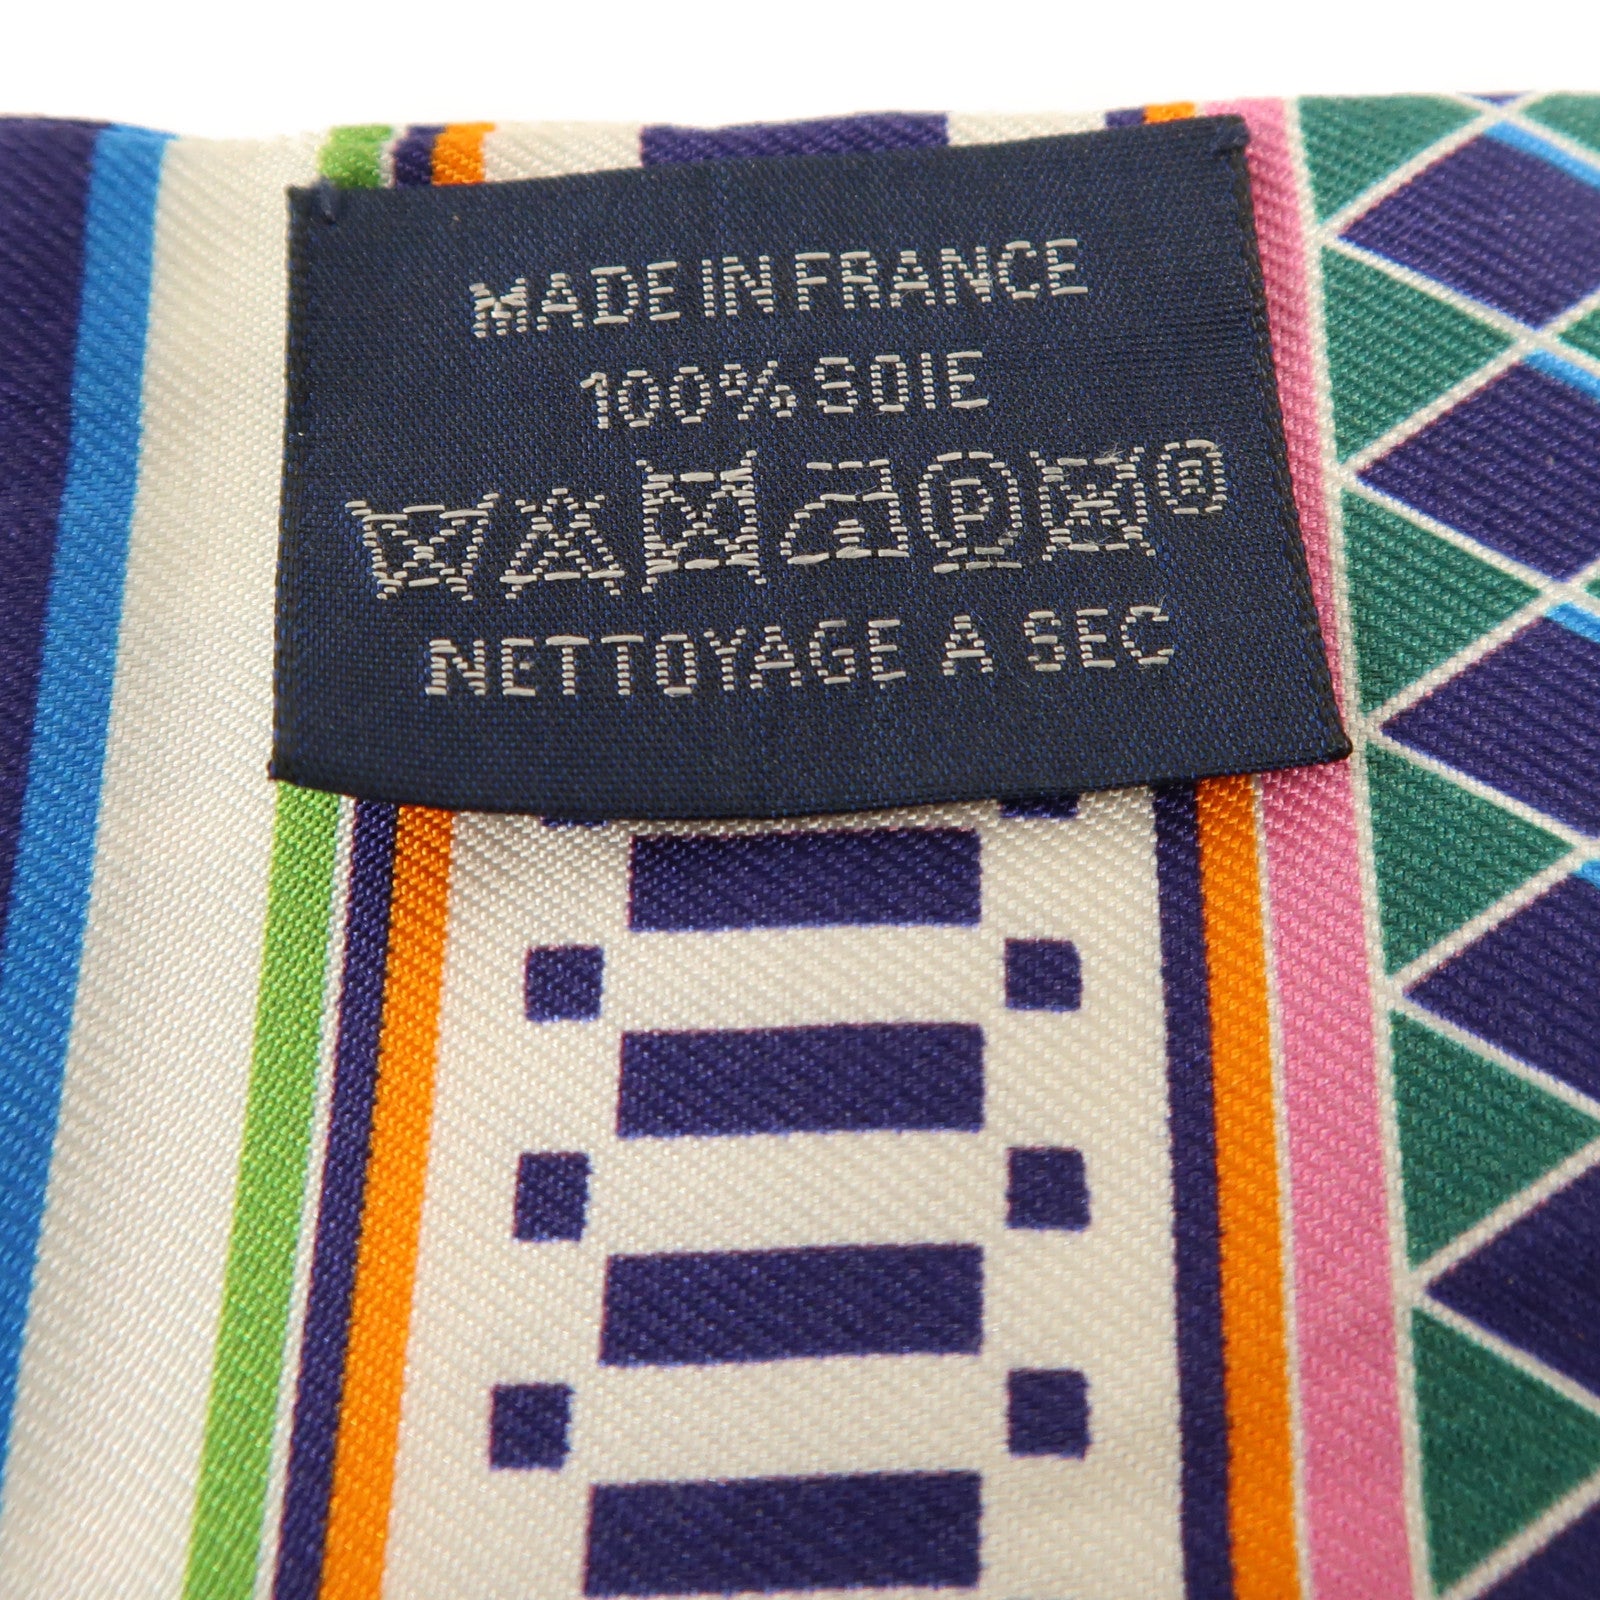 MADE IN FRANCE
100% SOIE
P ®
NETTOYAGE A SEC